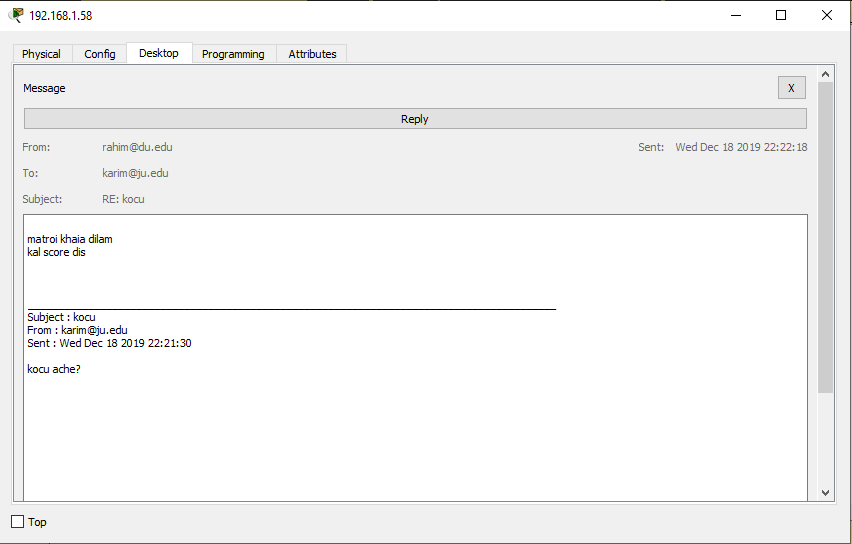 192.168.1.58
Physical Config Desktop Programming Attributes
Message X
Reply
From: rahim@du.edu Sent: Wed Dec 18 2019 22:22:18
To: karim@ju.edu
Subject: RE: kocu
matroi khaia dilam
kal score dis
Subject : kocu
From : karim@ju.edu
Sent : Wed Dec 18 2019 22:21:30
kocu ache?
Top